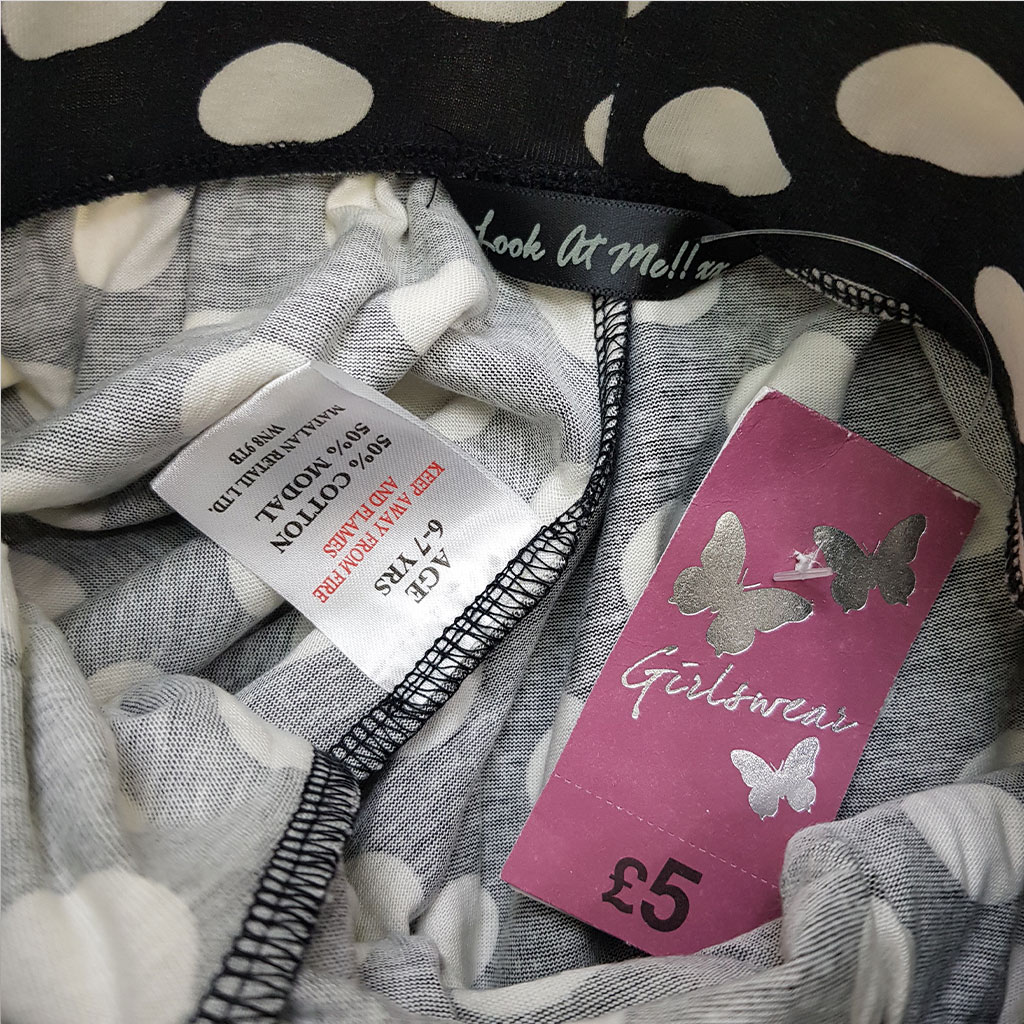 Look At Me!! xx
AGE
6-7 YRS
KEEP AWAY FROM FIRE
AND FLAMES
50% COTTON
50% MODAL
MATALAN RETAIL LTD.
WN8 9TB
Girlswear
£5